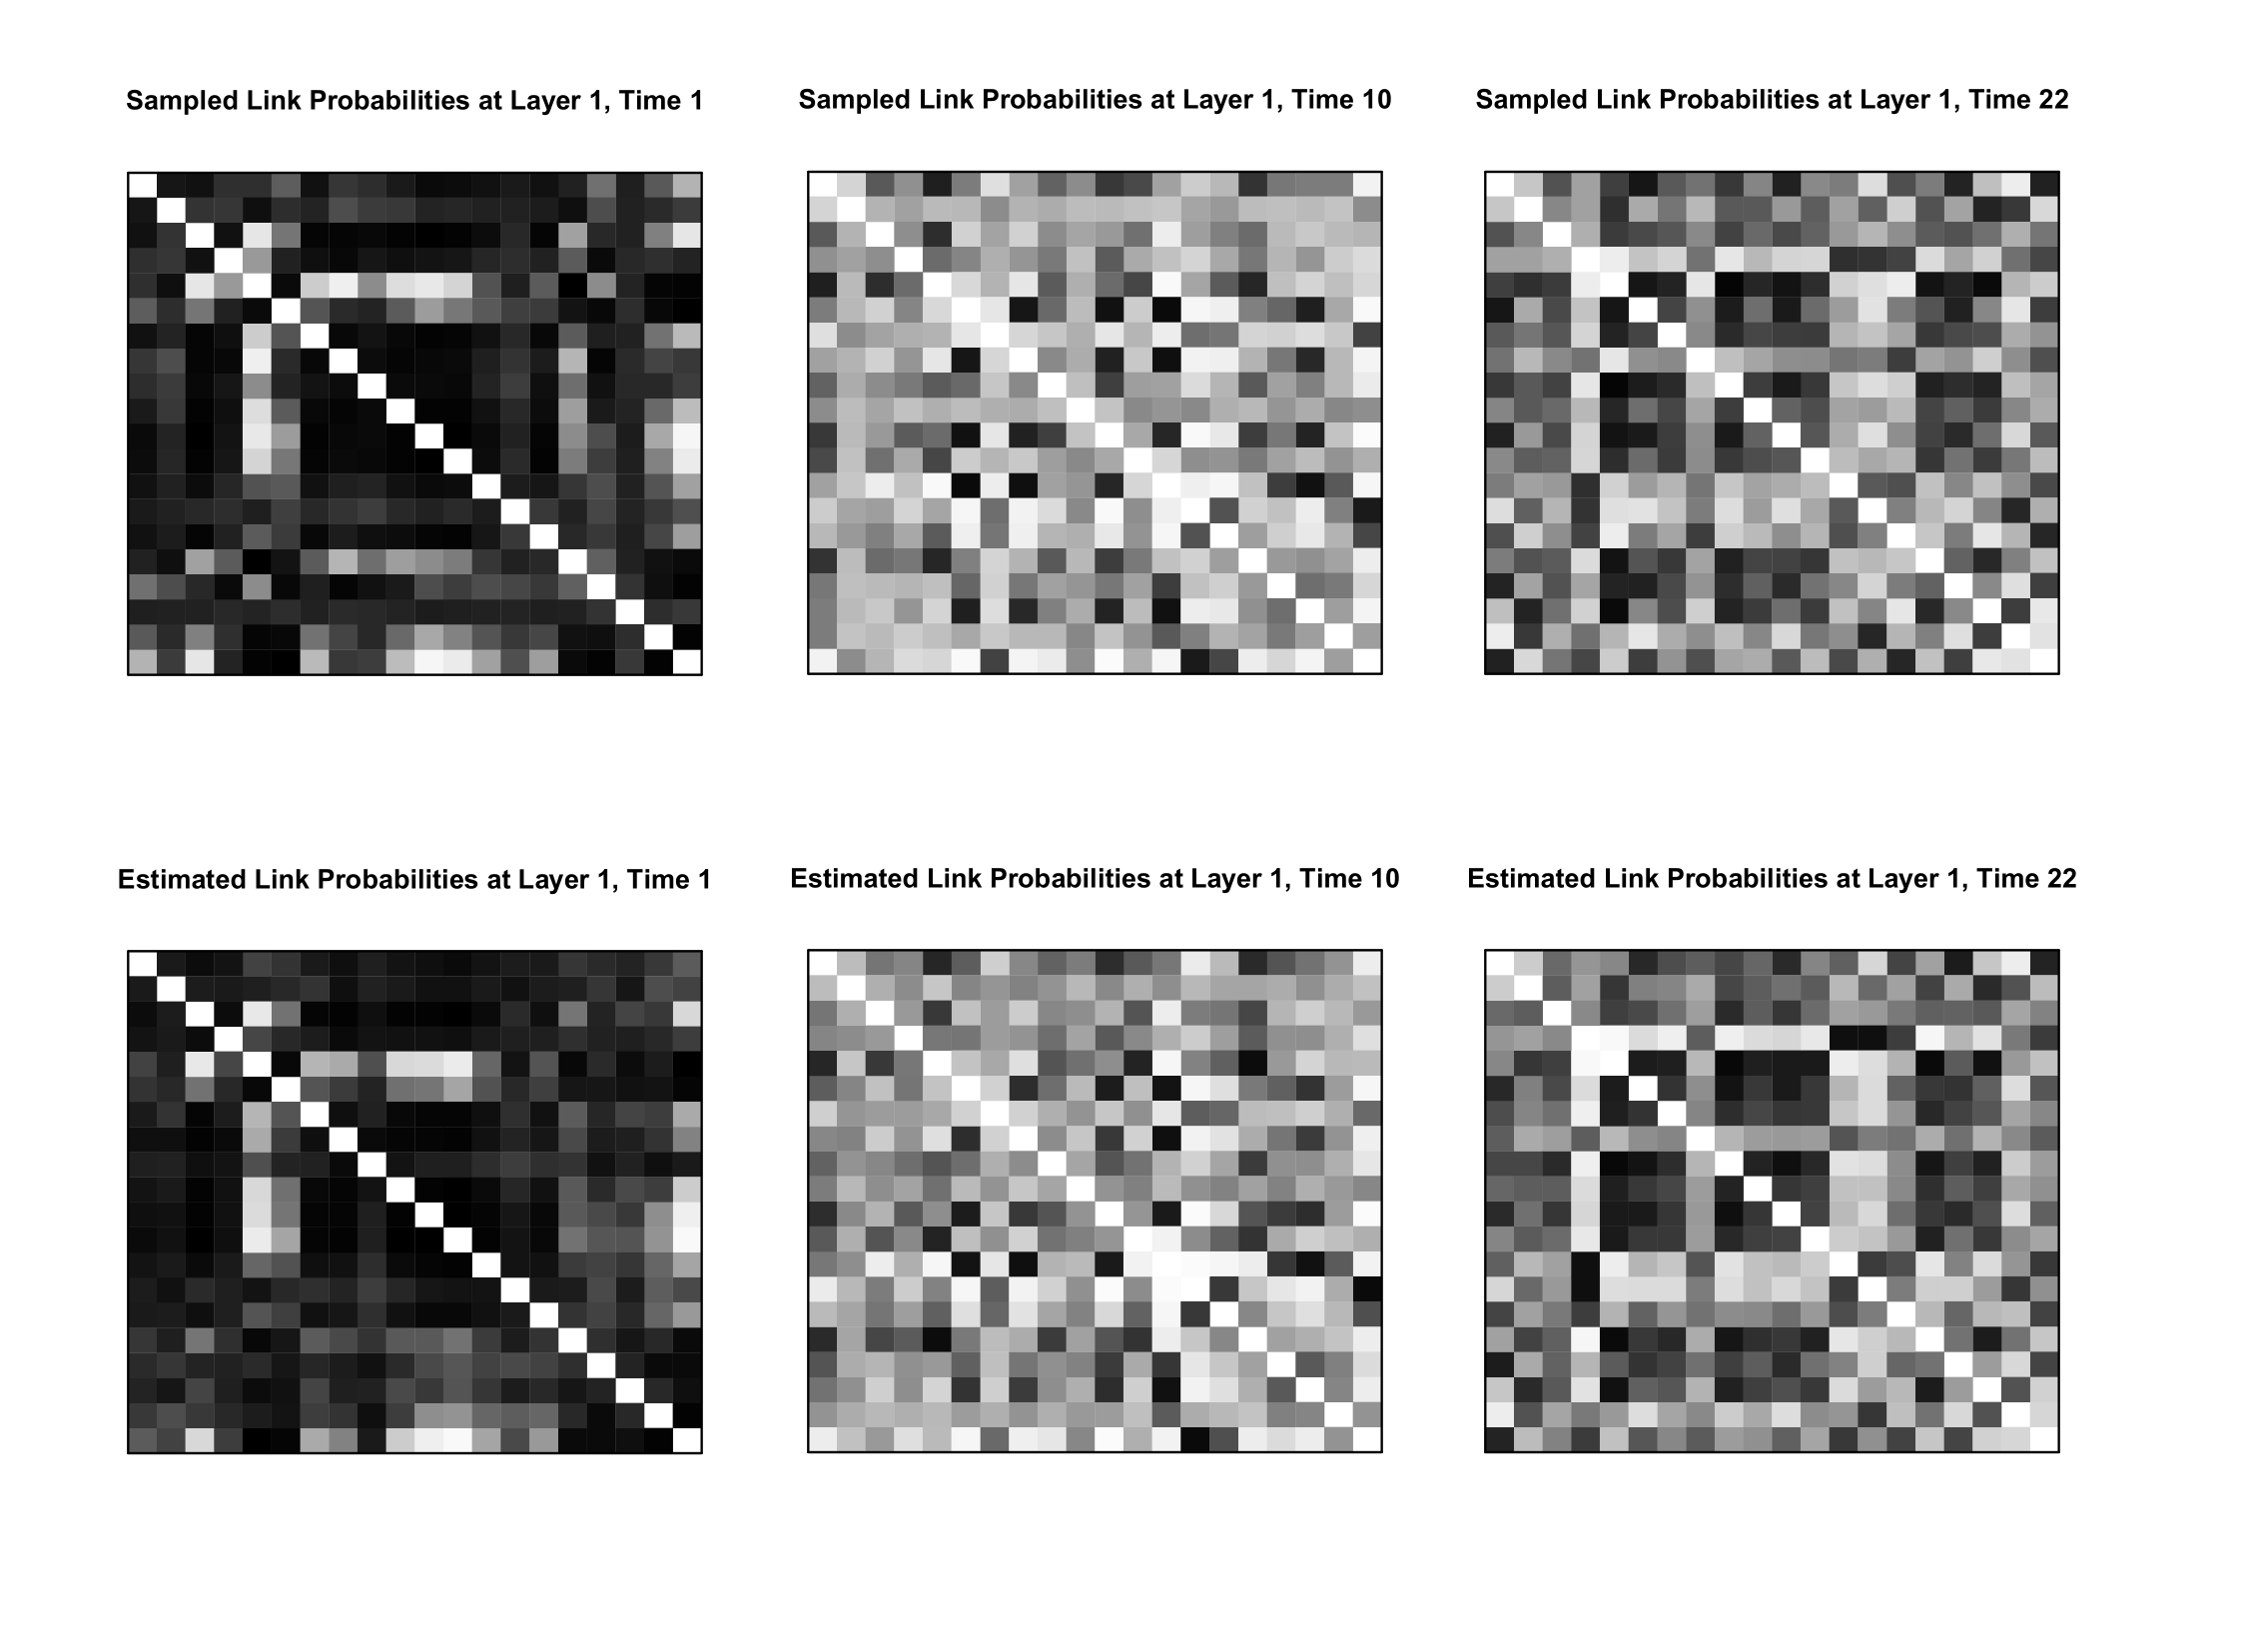 Sampled Link Probabilities at Layer 1, Time 1
Sampled Link Probabilities at Layer 1, Time 10
Sampled Link Probabilities at Layer 1, Time 22
Estimated Link Probabilities at Layer 1, Time 1
Estimated Link Probabilities at Layer 1, Time 10
Estimated Link Probabilities at Layer 1, Time 22